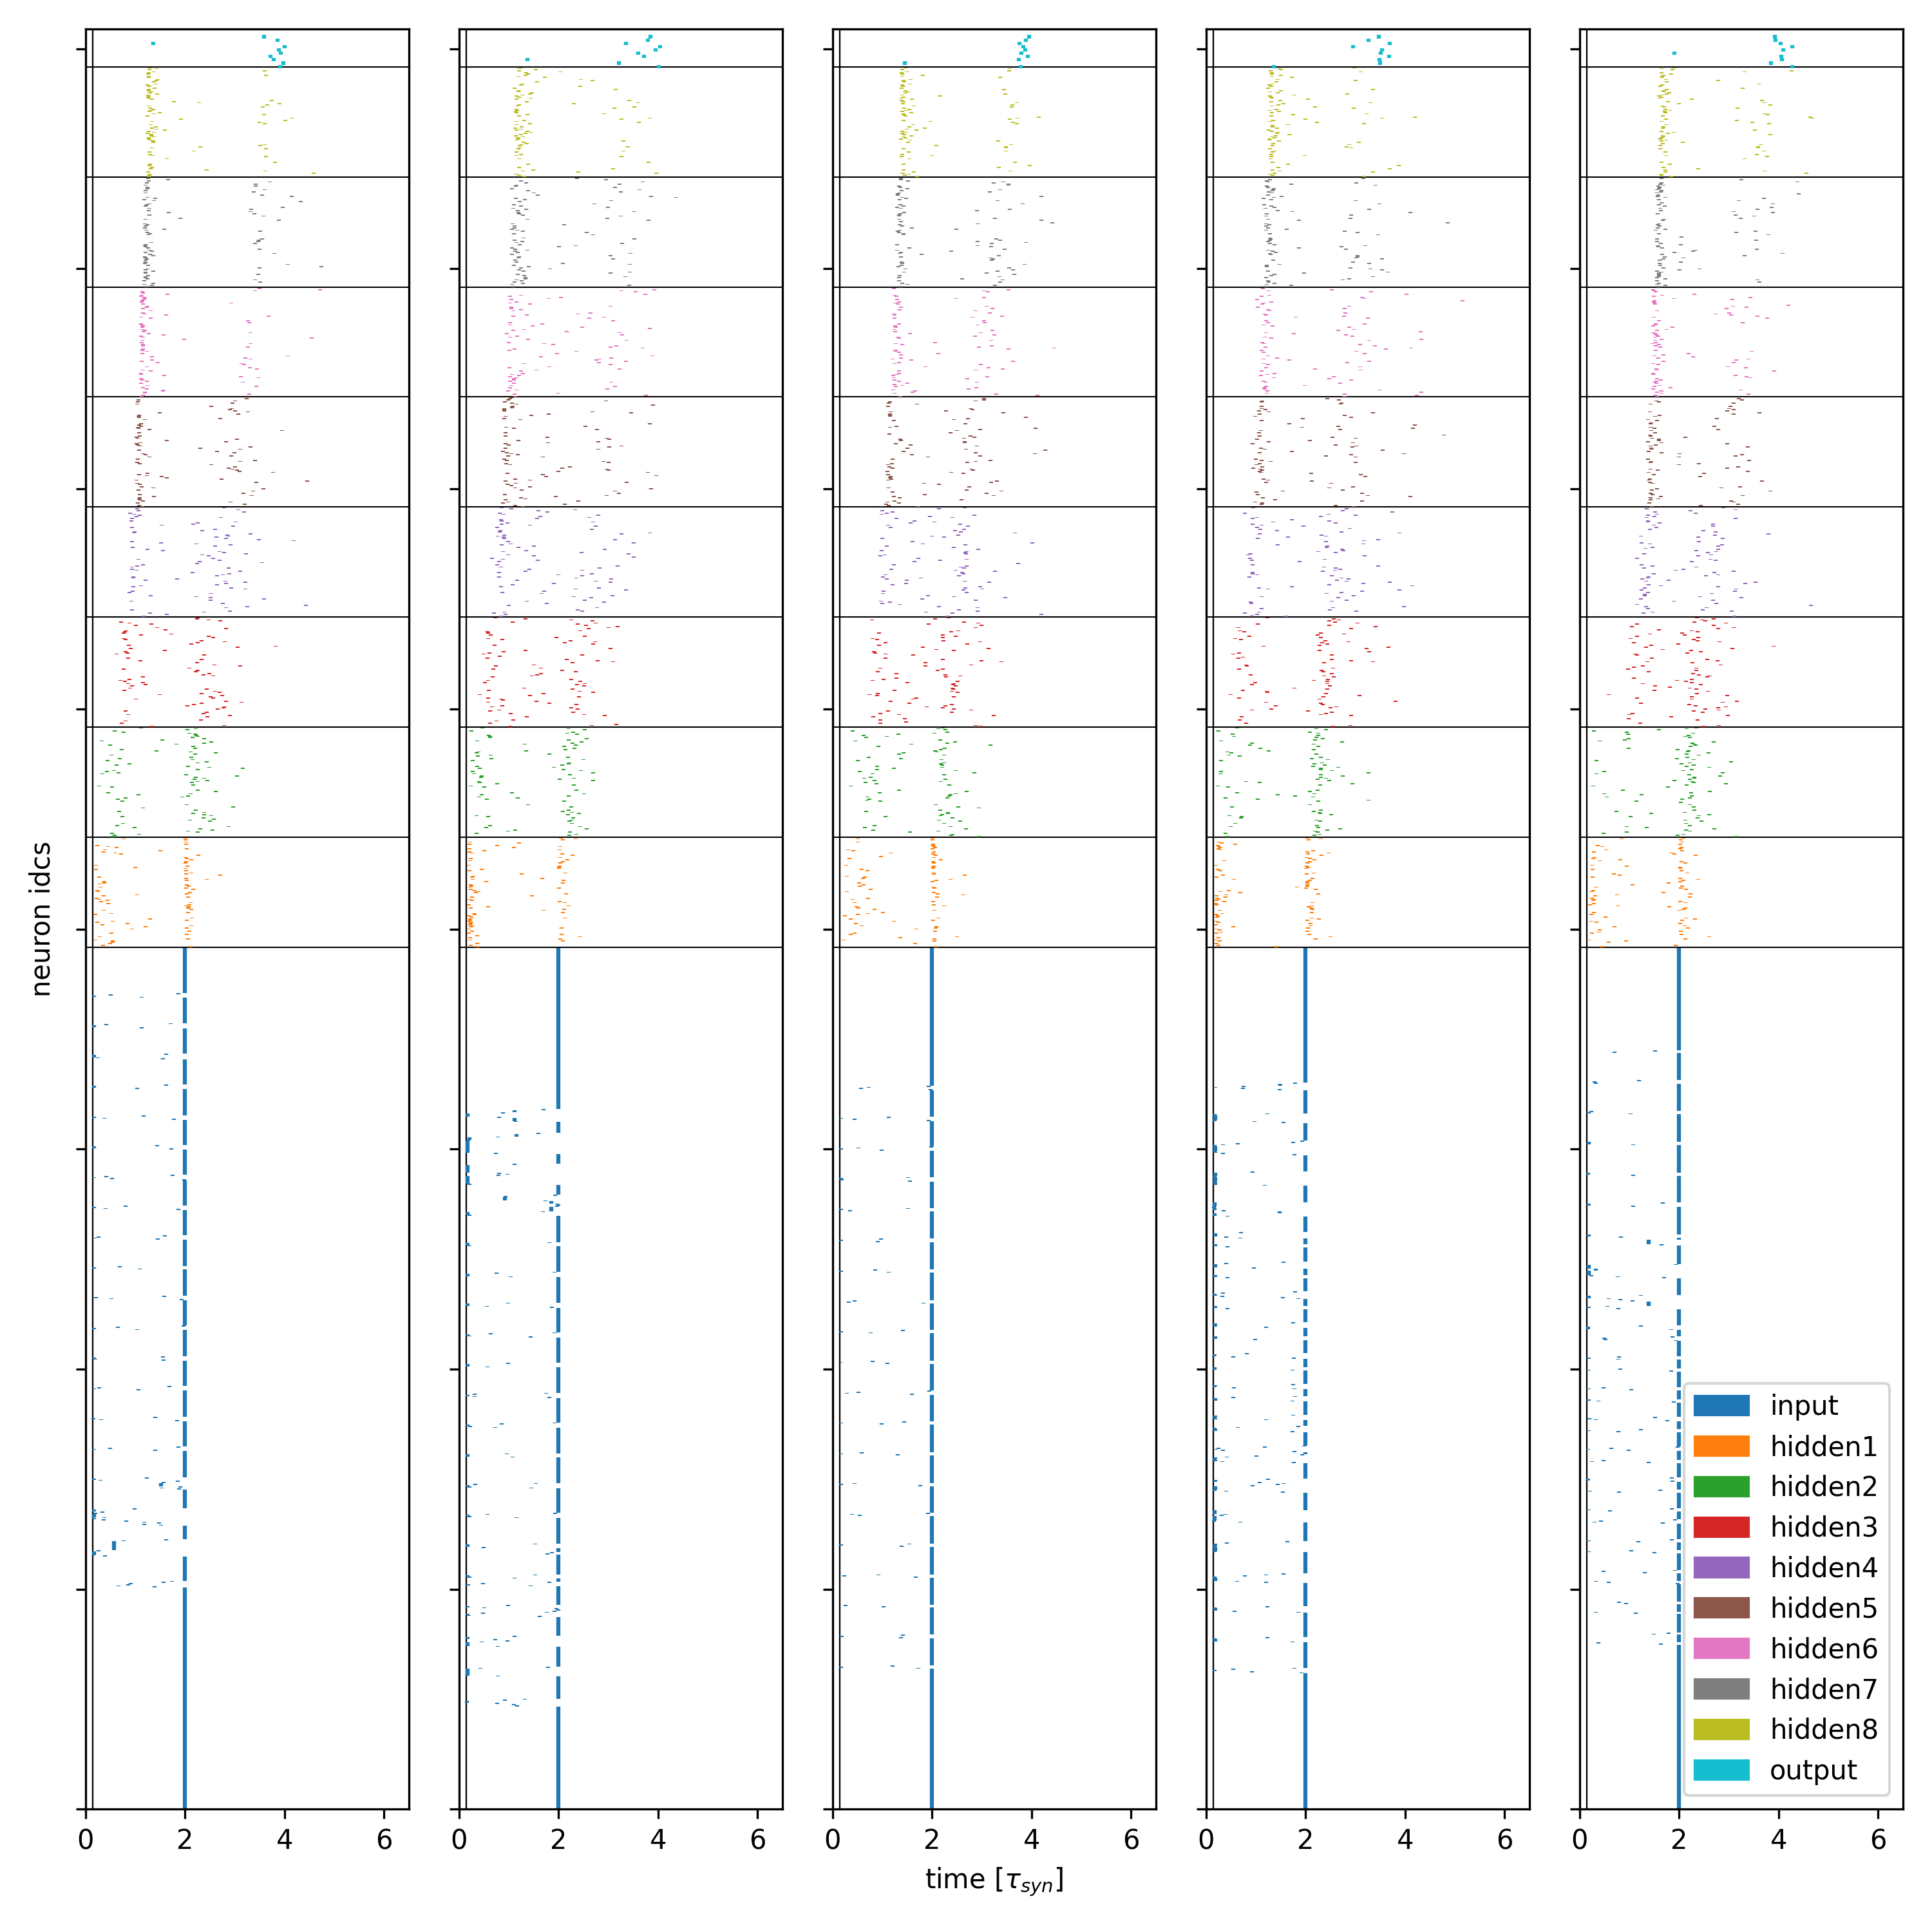 neuron idcs
0 2 4 6
0 2 4 6
0 2 4 6
0 2 4 6
0 2 4 6
time [τsyn]
input
hidden1
hidden2
hidden3
hidden4
hidden5
hidden6
hidden7
hidden8
output